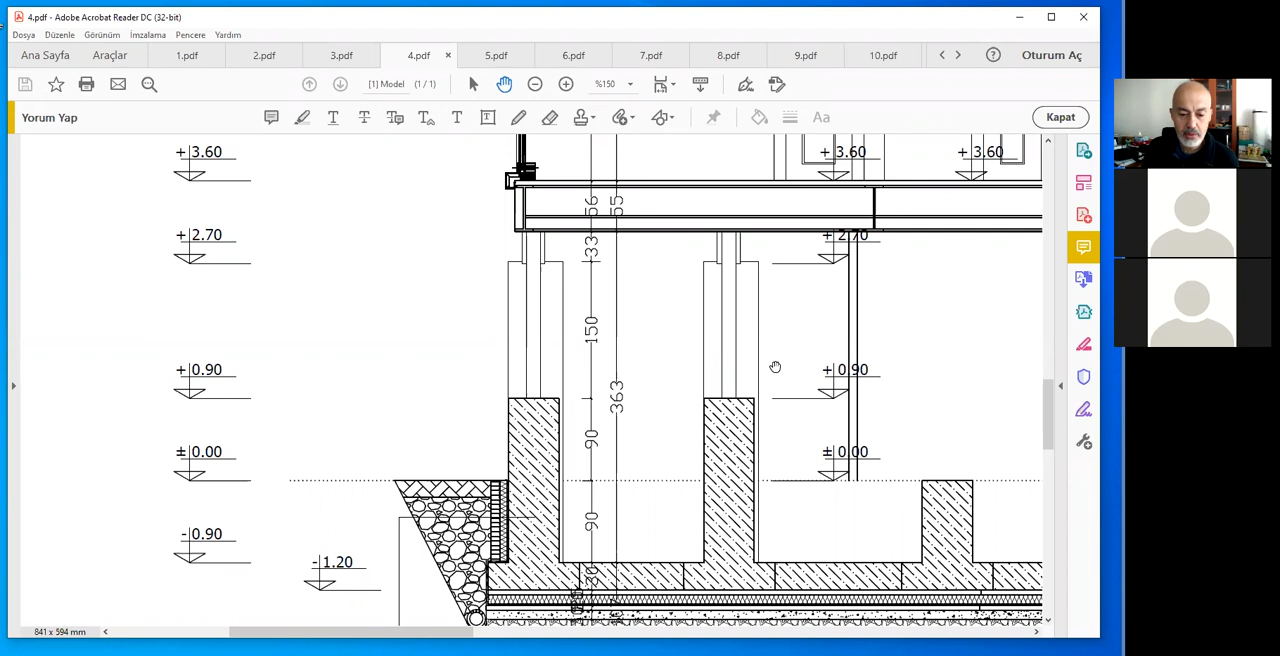 4.pdf - Adobe Acrobat Reader DC (32-bit)
Dosya Düzenle Görünüm İmzalama Pencere Yardım
Ana Sayfa Araçlar 1.pdf 2.pdf 3.pdf 4.pdf × 5.pdf 6.pdf 7.pdf 8.pdf 9.pdf 10.pdf Oturum Aç
[1] Model (1 / 1) %150
Yorum Yap Aa Kapat
+3.60 +3.60 +3.60
56 55
+2.70 33 +2.70
150
+0.90 363 +0.90
90
±0.00 ±0.00
90
-0.90
-1.20 30
841 x 594 mm